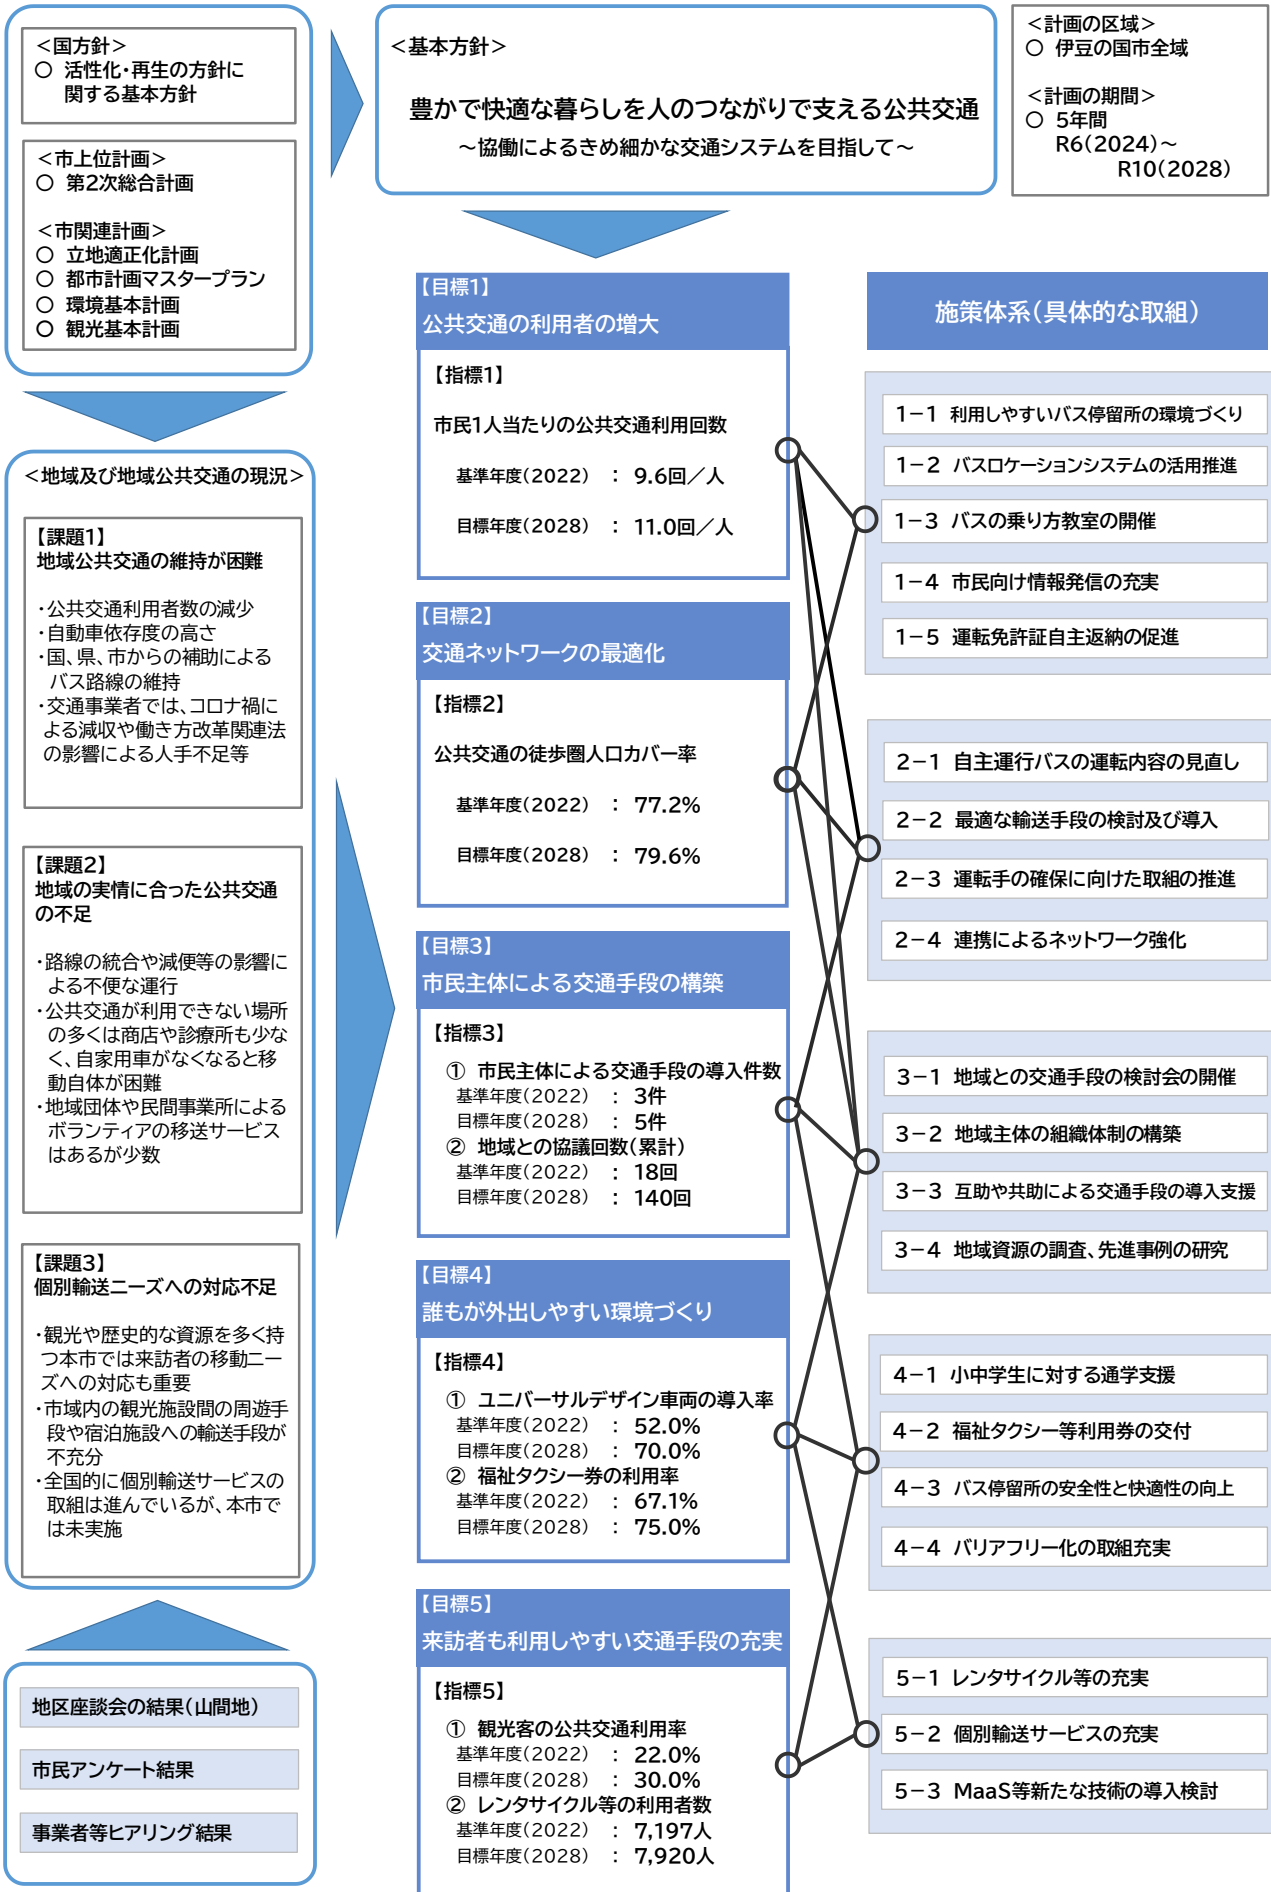 ＜国方針＞
○ 活性化・再生の方針に
関する基本方針
＜市上位計画＞
○ 第2次総合計画
＜市関連計画＞
○ 立地適正化計画
○ 都市計画マスタープラン
○ 環境基本計画
○ 観光基本計画
＜基本方針＞
豊かで快適な暮らしを人のつながりで支える公共交通
～協働によるきめ細かな交通システムを目指して～
＜計画の区域＞
○ 伊豆の国市全域
＜計画の期間＞
○ 5年間
R6(2024)～
R10(2028)
＜地域及び地域公共交通の現況＞
【課題1】
地域公共交通の維持が困難
・公共交通利用者数の減少
・自動車依存度の高さ
・国、県、市からの補助による
バス路線の維持
・交通事業者では、コロナ禍に
よる減収や働き方改革関連法
の影響による人手不足等
【課題2】
地域の実情に合った公共交通
の不足
・路線の統合や減便等の影響に
よる不便な運行
・公共交通が利用できない場所
の多くは商店や診療所も少な
く、自家用車がなくなると移
動自体が困難
・地域団体や民間事業所による
ボランティアの移送サービス
はあるが少数
【課題3】
個別輸送ニーズへの対応不足
・観光や歴史的な資源を多く持
つ本市では来訪者の移動ニー
ズへの対応も重要
・市域内の観光施設間の周遊手
段や宿泊施設への輸送手段が
不充分
・全国的に個別輸送サービスの
取組は進んでいるが、本市で
は未実施
地区座談会の結果(山間地)
市民アンケート結果
事業者等ヒアリング結果
【目標1】
公共交通の利用者の増大
【指標1】
市民1人当たりの公共交通利用回数
基準年度(2022) ： 9.6回／人
目標年度(2028) ： 11.0回／人
【目標2】
交通ネットワークの最適化
【指標2】
公共交通の徒歩圏人口カバー率
基準年度(2022) ： 77.2%
目標年度(2028) ： 79.6%
【目標3】
市民主体による交通手段の構築
【指標3】
① 市民主体による交通手段の導入件数
基準年度(2022) ： 3件
目標年度(2028) ： 5件
② 地域との協議回数(累計)
基準年度(2022) ： 18回
目標年度(2028) ： 140回
【目標4】
誰もが外出しやすい環境づくり
【指標4】
① ユニバーサルデザイン車両の導入率
基準年度(2022) ： 52.0%
目標年度(2028) ： 70.0%
② 福祉タクシー券の利用率
基準年度(2022) ： 67.1%
目標年度(2028) ： 75.0%
【目標5】
来訪者も利用しやすい交通手段の充実
【指標5】
① 観光客の公共交通利用率
基準年度(2022) ： 22.0%
目標年度(2028) ： 30.0%
② レンタサイクル等の利用者数
基準年度(2022) ： 7,197人
目標年度(2028) ： 7,920人
施策体系(具体的な取組)
1－1 利用しやすいバス停留所の環境づくり
1－2 バスロケーションシステムの活用推進
1－3 バスの乗り方教室の開催
1－4 市民向け情報発信の充実
1－5 運転免許証自主返納の促進
2－1 自主運行バスの運転内容の見直し
2－2 最適な輸送手段の検討及び導入
2－3 運転手の確保に向けた取組の推進
2－4 連携によるネットワーク強化
3－1 地域との交通手段の検討会の開催
3－2 地域主体の組織体制の構築
3－3 互助や共助による交通手段の導入支援
3－4 地域資源の調査、先進事例の研究
4－1 小中学生に対する通学支援
4－2 福祉タクシー等利用券の交付
4－3 バス停留所の安全性と快適性の向上
4－4 バリアフリー化の取組充実
5－1 レンタサイクル等の充実
5－2 個別輸送サービスの充実
5－3 MaaS等新たな技術の導入検討